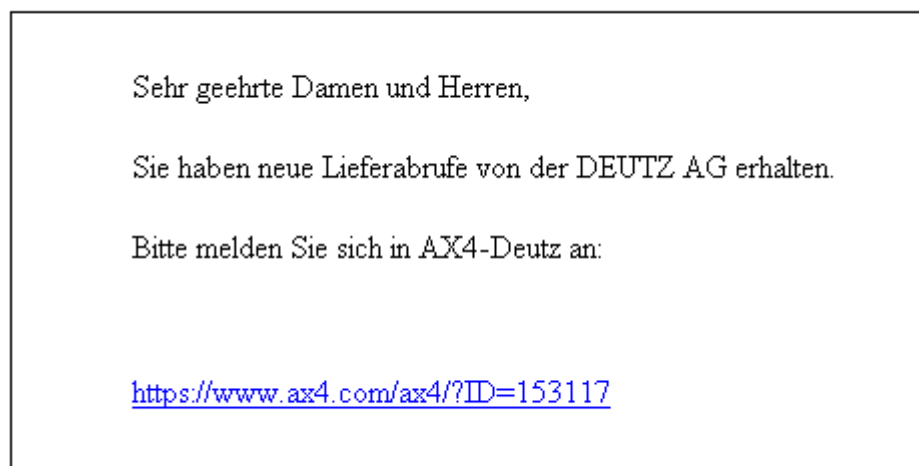 Sehr geehrte Damen und Herren,
Sie haben neue Lieferabrufe von der DEUTZ AG erhalten.
Bitte melden Sie sich in AX4-Deutz an:
https://www.ax4.com/ax4/?ID=153117